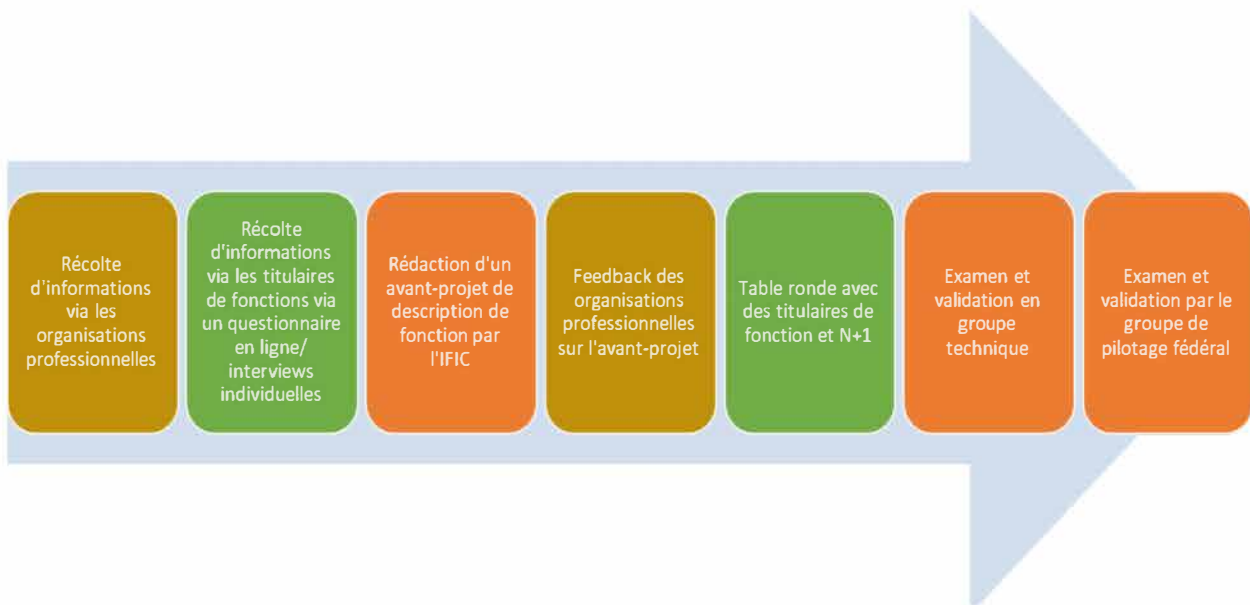 Récolte
d'informations
via les
organisations
professionnelles
Récolte
d'informations
via les titulaires
de fonctions via
un questionnaire
en ligne/
interviews
individuelles
Rédaction d'un
avant-projet de
description de
fonction par
l'IFIC
Feedback des
organisations
professionnelles
sur l'avant-projet
Table ronde avec
des titulaires de
fonction et N+1
Examen et
validation en
groupe
technique
Examen et
validation par le
groupe de
pilotage fédéral